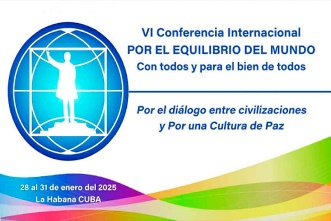 VI Conferencia Internacional
POR EL EQUILIBRIO DEL MUNDO
Con todos y para el bien de todos
Por el diálogo entre civilizaciones
y Por una Cultura de Paz
28 al 31 de enero del 2025
La Habana CUBA